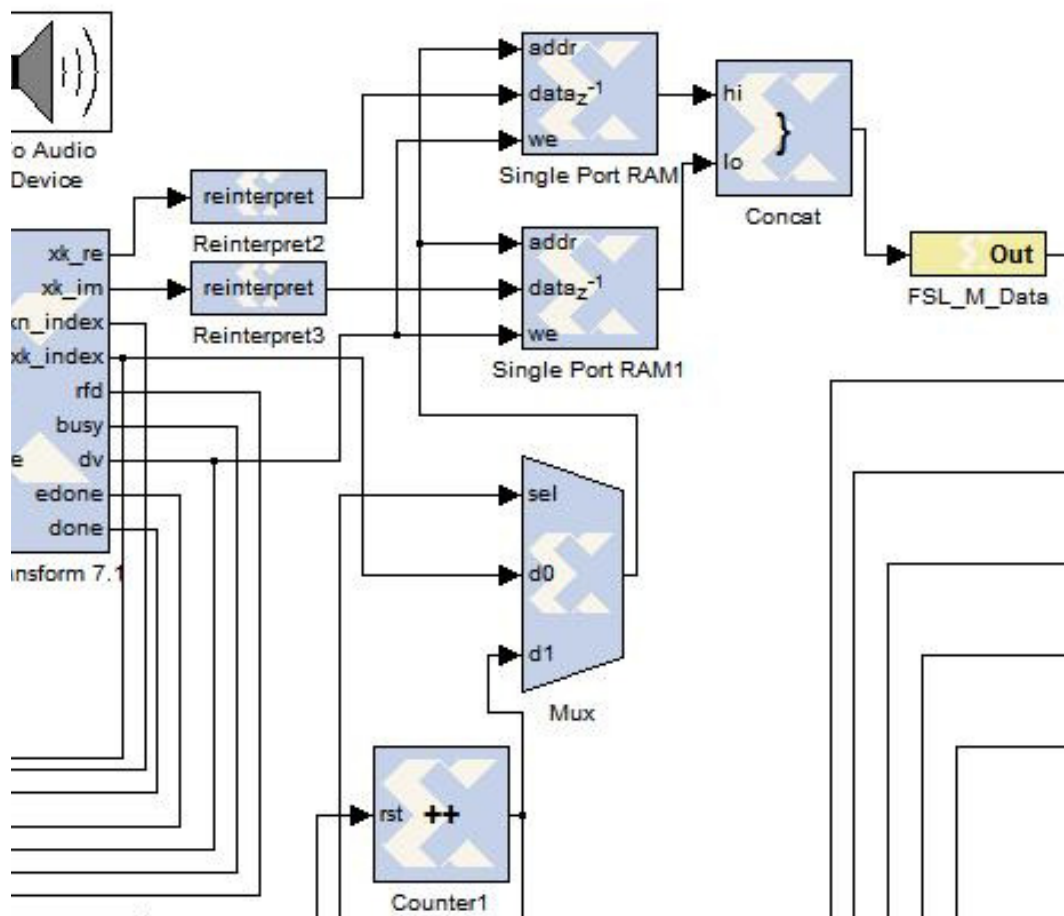 o Audio
Device
xk_re
xk_im
xn_index
xk_index
rfd
busy
e
dv
edone
done
ansform 7.1
reinterpret
Reinterpret2
reinterpret
Reinterpret3
addr
data
z-1
we
Single Port RAM
addr
data
z-1
we
Single Port RAM1
hi
lo
}
Concat
Out
FSL_M_Data
sel
d0
d1
Mux
rst
++
Counter1